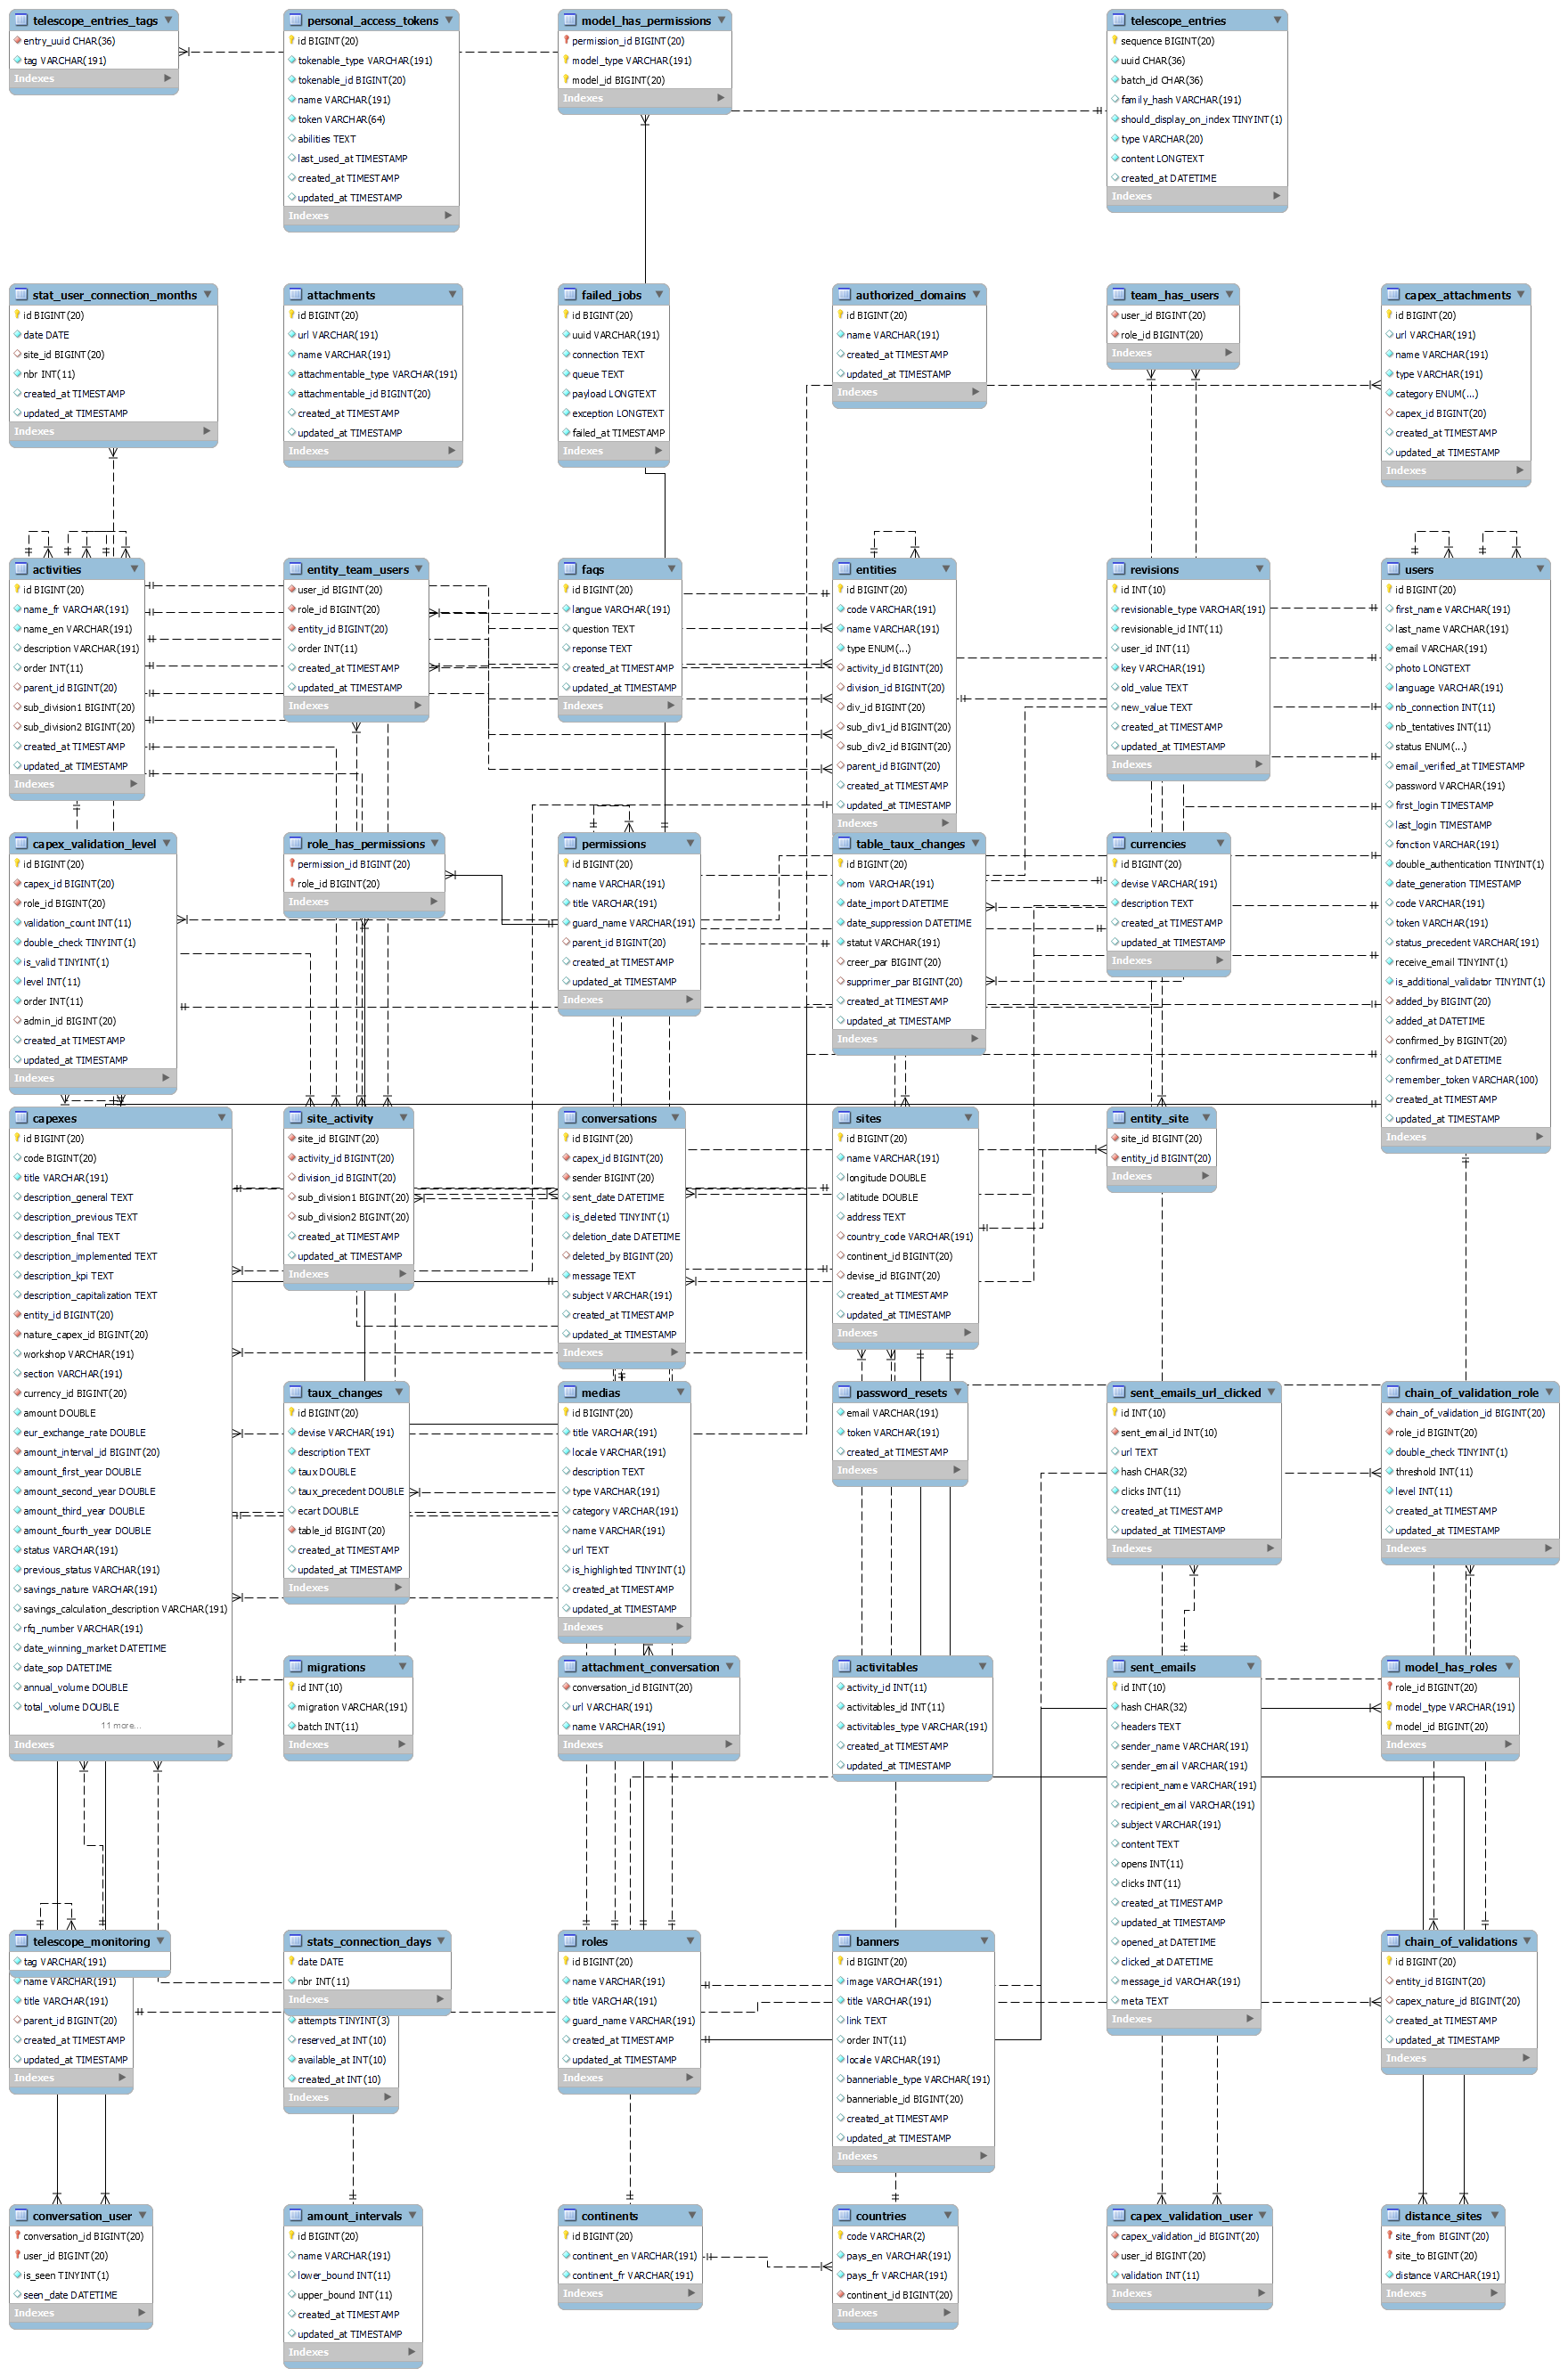 telescope_entries_tags
entry_uuid CHAR(36)
tag VARCHAR(191)
Indexes
personal_access_tokens
id BIGINT(20)
tokenable_type VARCHAR(191)
tokenable_id BIGINT(20)
name VARCHAR(191)
token VARCHAR(64)
abilities TEXT
last_used_at TIMESTAMP
created_at TIMESTAMP
updated_at TIMESTAMP
Indexes
model_has_permissions
permission_id BIGINT(20)
model_type VARCHAR(191)
model_id BIGINT(20)
Indexes
telescope_entries
sequence BIGINT(20)
uuid CHAR(36)
batch_id CHAR(36)
family_hash VARCHAR(191)
should_display_on_index TINYINT(1)
type VARCHAR(20)
content LONGTEXT
created_at DATETIME
Indexes
stat_user_connection_months
id BIGINT(20)
date DATE
site_id BIGINT(20)
nbr INT(11)
created_at TIMESTAMP
updated_at TIMESTAMP
Indexes
attachments
id BIGINT(20)
url VARCHAR(191)
name VARCHAR(191)
attachmentable_type VARCHAR(191)
attachmentable_id BIGINT(20)
created_at TIMESTAMP
updated_at TIMESTAMP
Indexes
failed_jobs
id BIGINT(20)
uuid VARCHAR(191)
connection TEXT
queue TEXT
payload LONGTEXT
exception LONGTEXT
failed_at TIMESTAMP
Indexes
authorized_domains
id BIGINT(20)
name VARCHAR(191)
created_at TIMESTAMP
updated_at TIMESTAMP
Indexes
team_has_users
user_id BIGINT(20)
role_id BIGINT(20)
Indexes
capex_attachments
id BIGINT(20)
url VARCHAR(191)
name VARCHAR(191)
type VARCHAR(191)
category ENUM(...)
capex_id BIGINT(20)
created_at TIMESTAMP
updated_at TIMESTAMP
Indexes
activities
id BIGINT(20)
name_fr VARCHAR(191)
name_en VARCHAR(191)
description VARCHAR(191)
order INT(11)
parent_id BIGINT(20)
sub_division1 BIGINT(20)
sub_division2 BIGINT(20)
created_at TIMESTAMP
updated_at TIMESTAMP
Indexes
entity_team_users
user_id BIGINT(20)
role_id BIGINT(20)
entity_id BIGINT(20)
order INT(11)
created_at TIMESTAMP
updated_at TIMESTAMP
Indexes
faqs
id BIGINT(20)
langue VARCHAR(191)
question TEXT
reponse TEXT
created_at TIMESTAMP
updated_at TIMESTAMP
Indexes
entities
id BIGINT(20)
code VARCHAR(191)
name VARCHAR(191)
type ENUM(...)
activity_id BIGINT(20)
division_id BIGINT(20)
div_id BIGINT(20)
sub_div1_id BIGINT(20)
sub_div2_id BIGINT(20)
parent_id BIGINT(20)
created_at TIMESTAMP
updated_at TIMESTAMP
Indexes
revisions
id INT(10)
revisionable_type VARCHAR(191)
revisionable_id INT(11)
user_id INT(11)
key VARCHAR(191)
old_value TEXT
new_value TEXT
created_at TIMESTAMP
updated_at TIMESTAMP
Indexes
users
id BIGINT(20)
first_name VARCHAR(191)
last_name VARCHAR(191)
email VARCHAR(191)
photo LONGTEXT
language VARCHAR(191)
nb_connection INT(11)
nb_tentatives INT(11)
status ENUM(...)
email_verified_at TIMESTAMP
password VARCHAR(191)
first_login TIMESTAMP
last_login TIMESTAMP
fonction VARCHAR(191)
double_authentication TINYINT(1)
date_generation TIMESTAMP
code VARCHAR(191)
token VARCHAR(191)
status_precedent VARCHAR(191)
receive_email TINYINT(1)
is_additional_validator TINYINT(1)
added_by BIGINT(20)
added_at DATETIME
confirmed_by BIGINT(20)
confirmed_at DATETIME
remember_token VARCHAR(100)
created_at TIMESTAMP
updated_at TIMESTAMP
Indexes
capex_validation_level
id BIGINT(20)
capex_id BIGINT(20)
role_id BIGINT(20)
validation_count INT(11)
double_check TINYINT(1)
is_valid TINYINT(1)
level INT(11)
order INT(11)
admin_id BIGINT(20)
created_at TIMESTAMP
updated_at TIMESTAMP
Indexes
role_has_permissions
permission_id BIGINT(20)
role_id BIGINT(20)
Indexes
permissions
id BIGINT(20)
name VARCHAR(191)
title VARCHAR(191)
guard_name VARCHAR(191)
parent_id BIGINT(20)
created_at TIMESTAMP
updated_at TIMESTAMP
Indexes
table_taux_changes
id BIGINT(20)
nom VARCHAR(191)
date_import DATETIME
date_suppression DATETIME
statut VARCHAR(191)
creer_par BIGINT(20)
supprimer_par BIGINT(20)
created_at TIMESTAMP
updated_at TIMESTAMP
Indexes
currencies
id BIGINT(20)
devise VARCHAR(191)
description TEXT
created_at TIMESTAMP
updated_at TIMESTAMP
Indexes
capexes
id BIGINT(20)
code BIGINT(20)
title VARCHAR(191)
description_general TEXT
description_previous TEXT
description_final TEXT
description_implemented TEXT
description_kpi TEXT
description_capitalization TEXT
entity_id BIGINT(20)
nature_capex_id BIGINT(20)
workshop VARCHAR(191)
section VARCHAR(191)
currency_id BIGINT(20)
amount DOUBLE
eur_exchange_rate DOUBLE
amount_interval_id BIGINT(20)
amount_first_year DOUBLE
amount_second_year DOUBLE
amount_third_year DOUBLE
amount_fourth_year DOUBLE
status VARCHAR(191)
previous_status VARCHAR(191)
savings_nature VARCHAR(191)
savings_calculation_description VARCHAR(191)
rfq_number VARCHAR(191)
date_winning_market DATETIME
date_sop DATETIME
annual_volume DOUBLE
total_volume DOUBLE
11 more...
Indexes
site_activity
site_id BIGINT(20)
activity_id BIGINT(20)
division_id BIGINT(20)
sub_division1 BIGINT(20)
sub_division2 BIGINT(20)
created_at TIMESTAMP
updated_at TIMESTAMP
Indexes
conversations
id BIGINT(20)
capex_id BIGINT(20)
sender BIGINT(20)
sent_date DATETIME
is_deleted TINYINT(1)
deletion_date DATETIME
deleted_by BIGINT(20)
message TEXT
subject VARCHAR(191)
created_at TIMESTAMP
updated_at TIMESTAMP
Indexes
sites
id BIGINT(20)
name VARCHAR(191)
longitude DOUBLE
latitude DOUBLE
address TEXT
country_code VARCHAR(191)
continent_id BIGINT(20)
devise_id BIGINT(20)
created_at TIMESTAMP
updated_at TIMESTAMP
Indexes
entity_site
site_id BIGINT(20)
entity_id BIGINT(20)
Indexes
taux_changes
id BIGINT(20)
devise VARCHAR(191)
description TEXT
taux DOUBLE
taux_precedent DOUBLE
ecart DOUBLE
table_id BIGINT(20)
created_at TIMESTAMP
updated_at TIMESTAMP
Indexes
medias
id BIGINT(20)
title VARCHAR(191)
locale VARCHAR(191)
description TEXT
type VARCHAR(191)
category VARCHAR(191)
name VARCHAR(191)
url TEXT
is_highlighted TINYINT(1)
created_at TIMESTAMP
updated_at TIMESTAMP
Indexes
password_resets
email VARCHAR(191)
token VARCHAR(191)
created_at TIMESTAMP
Indexes
sent_emails_url_clicked
id INT(10)
sent_email_id INT(10)
url TEXT
hash CHAR(32)
clicks INT(11)
created_at TIMESTAMP
updated_at TIMESTAMP
Indexes
chain_of_validation_role
chain_of_validation_id BIGINT(20)
role_id BIGINT(20)
double_check TINYINT(1)
threshold INT(11)
level INT(11)
created_at TIMESTAMP
updated_at TIMESTAMP
Indexes
migrations
id INT(10)
migration VARCHAR(191)
batch INT(11)
Indexes
attachment_conversation
conversation_id BIGINT(20)
url VARCHAR(191)
name VARCHAR(191)
Indexes
activitables
activity_id INT(11)
activitables_id INT(11)
activitables_type VARCHAR(191)
created_at TIMESTAMP
updated_at TIMESTAMP
Indexes
sent_emails
id INT(10)
hash CHAR(32)
headers TEXT
sender_name VARCHAR(191)
sender_email VARCHAR(191)
recipient_name VARCHAR(191)
recipient_email VARCHAR(191)
subject VARCHAR(191)
content TEXT
opens INT(11)
clicks INT(11)
created_at TIMESTAMP
updated_at TIMESTAMP
opened_at DATETIME
clicked_at DATETIME
message_id VARCHAR(191)
meta TEXT
Indexes
model_has_roles
role_id BIGINT(20)
model_type VARCHAR(191)
model_id BIGINT(20)
Indexes
telescope_monitoring
tag VARCHAR(191)
name VARCHAR(191)
title VARCHAR(191)
parent_id BIGINT(20)
created_at TIMESTAMP
updated_at TIMESTAMP
Indexes
stats_connection_days
date DATE
nbr INT(11)
Indexes
attempts TINYINT(3)
reserved_at INT(10)
available_at INT(10)
created_at INT(10)
Indexes
roles
id BIGINT(20)
name VARCHAR(191)
title VARCHAR(191)
guard_name VARCHAR(191)
created_at TIMESTAMP
updated_at TIMESTAMP
Indexes
banners
id BIGINT(20)
image VARCHAR(191)
title VARCHAR(191)
link TEXT
order INT(11)
locale VARCHAR(191)
banneriable_type VARCHAR(191)
banneriable_id BIGINT(20)
created_at TIMESTAMP
updated_at TIMESTAMP
Indexes
chain_of_validations
id BIGINT(20)
entity_id BIGINT(20)
capex_nature_id BIGINT(20)
created_at TIMESTAMP
updated_at TIMESTAMP
Indexes
conversation_user
conversation_id BIGINT(20)
user_id BIGINT(20)
is_seen TINYINT(1)
seen_date DATETIME
Indexes
amount_intervals
id BIGINT(20)
name VARCHAR(191)
lower_bound INT(11)
upper_bound INT(11)
created_at TIMESTAMP
updated_at TIMESTAMP
Indexes
continents
id BIGINT(20)
continent_en VARCHAR(191)
continent_fr VARCHAR(191)
Indexes
countries
code VARCHAR(2)
pays_en VARCHAR(191)
pays_fr VARCHAR(191)
continent_id BIGINT(20)
Indexes
capex_validation_user
capex_validation_id BIGINT(20)
user_id BIGINT(20)
validation INT(11)
Indexes
distance_sites
site_from BIGINT(20)
site_to BIGINT(20)
distance VARCHAR(191)
Indexes